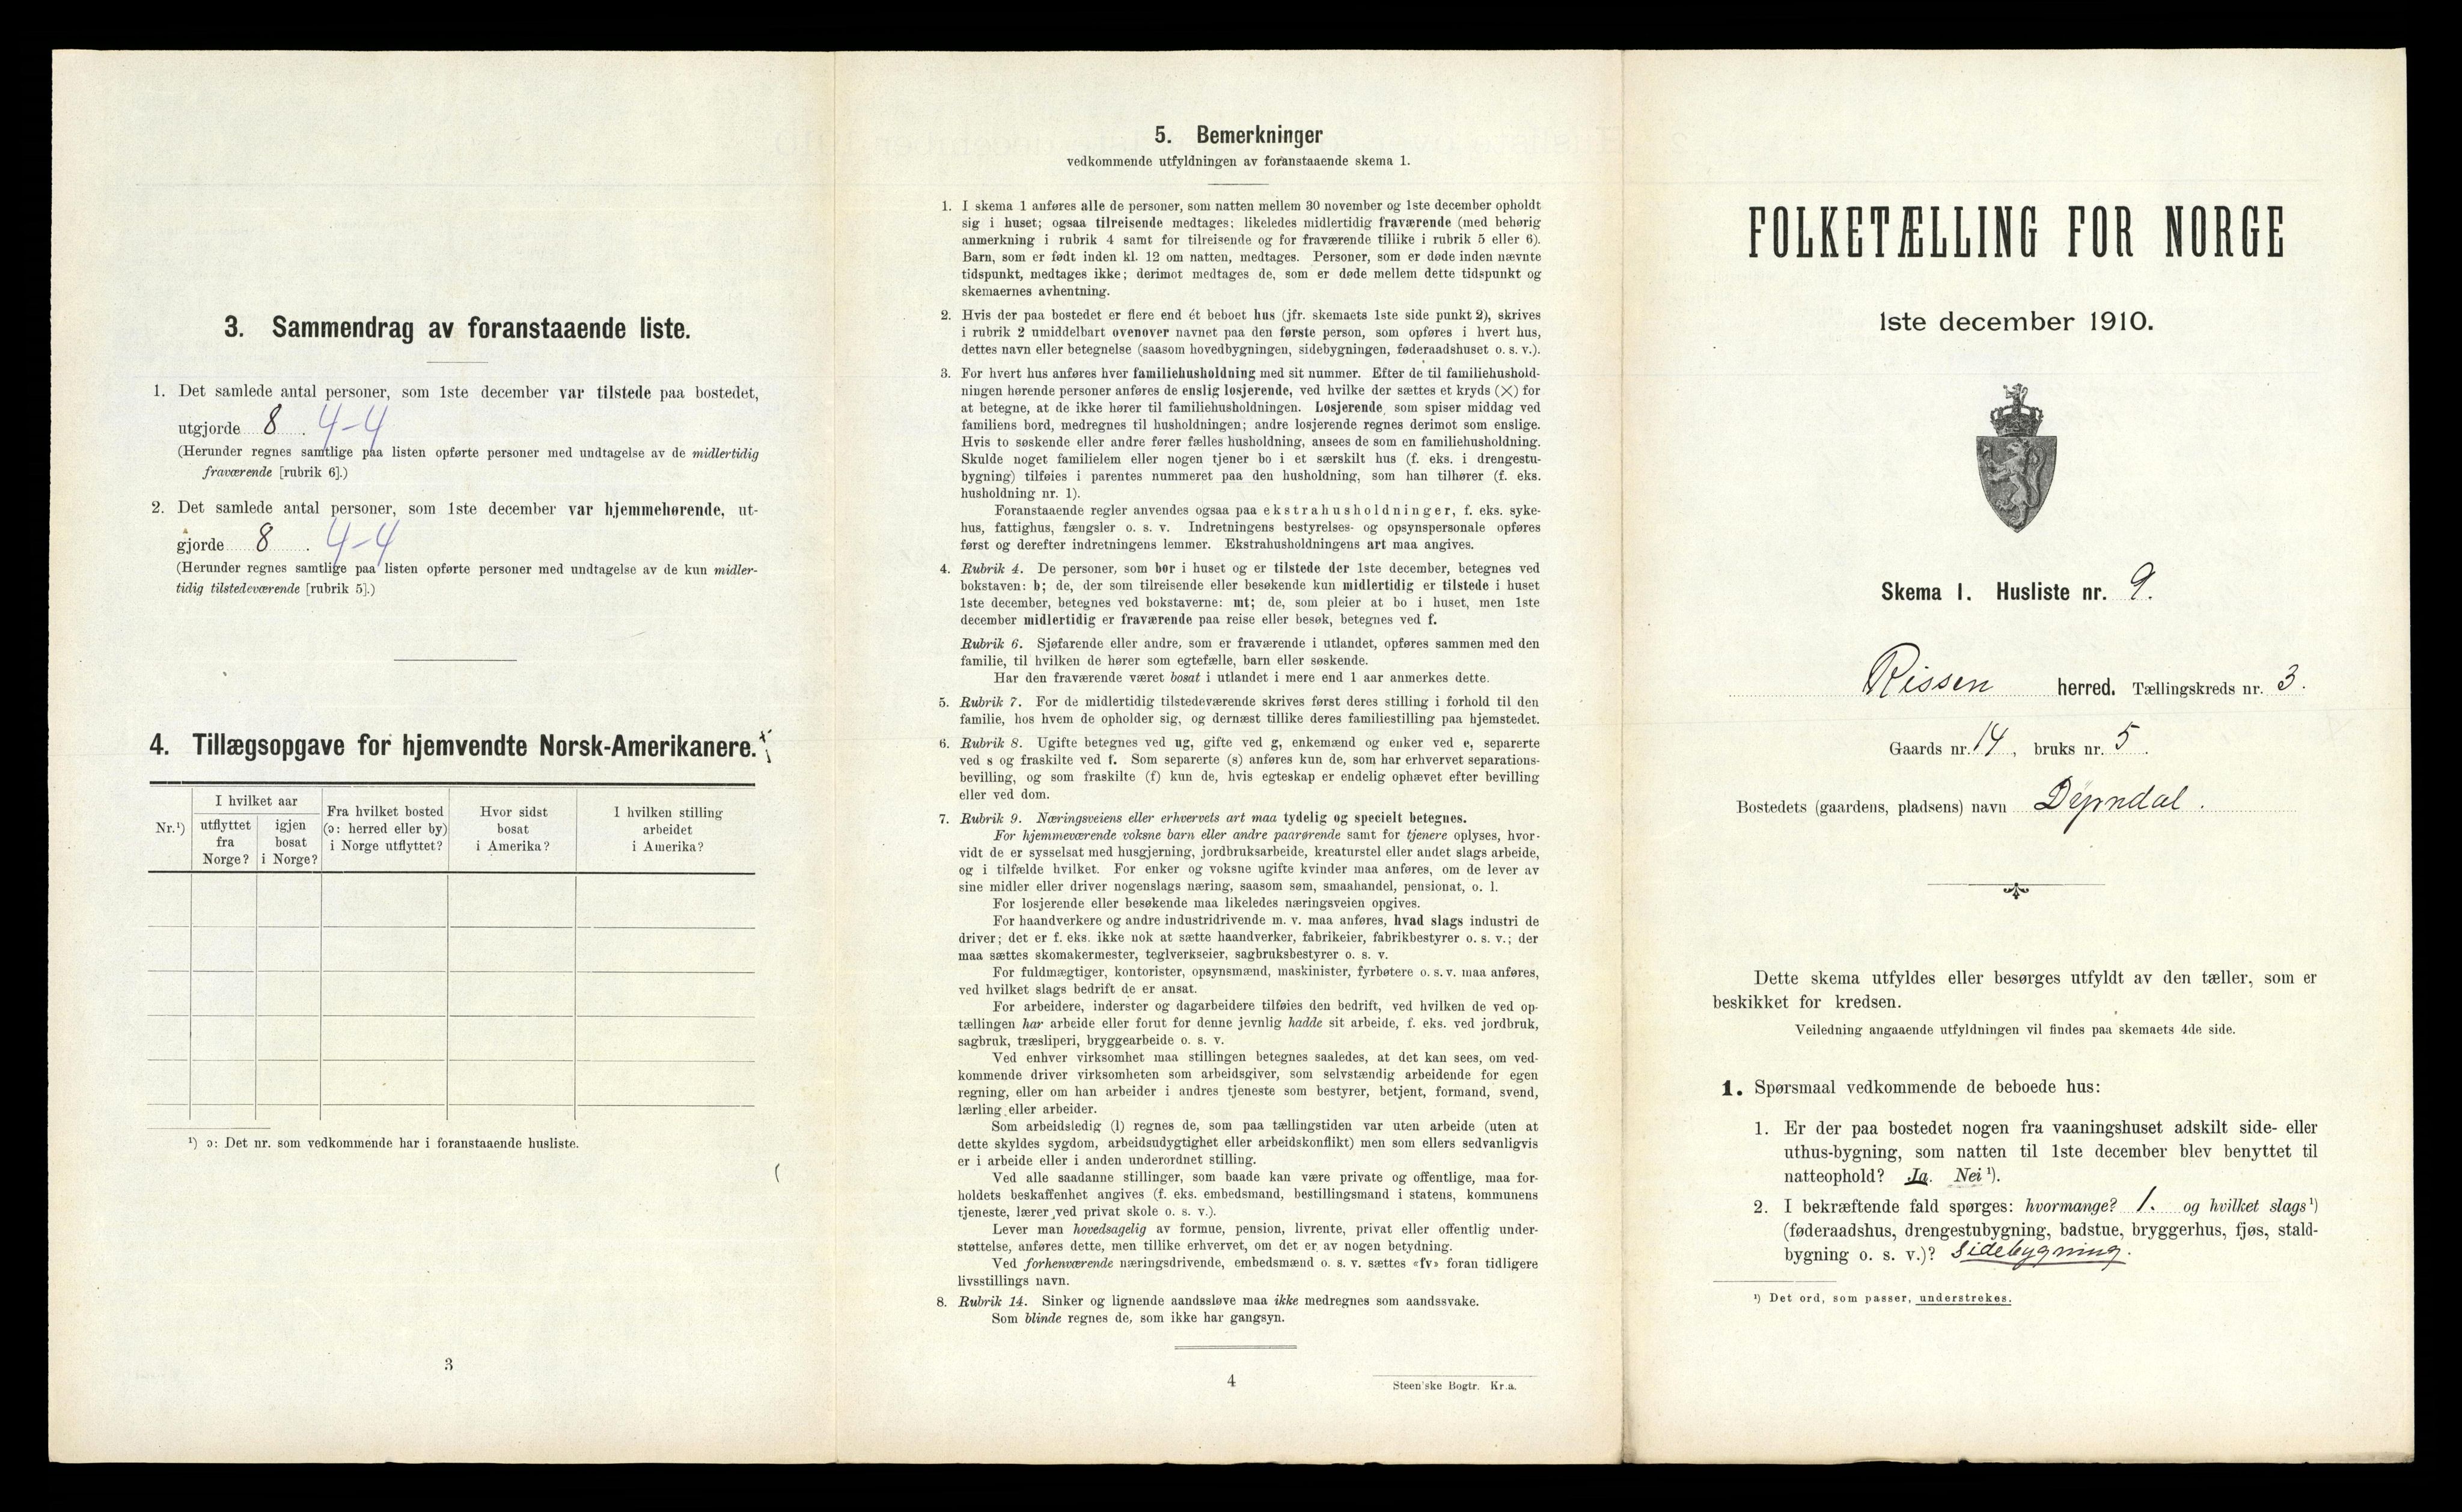 3. Sammendrag av foranstaaende liste.
1. Det samlede antal personer, som 1ste december var tilstede paa bostedet,
utgjorde 8. 4-4
(Herunder regnes samtlige paa listen opførte personer med undtagelse av de midlertidig
fraværende [rubrik 6].)
2. Det samlede antal personer, som 1ste december var hjemmehørende, ut-
gjorde 8. 4-4
(Herunder regnes samtlige paa listen opførte personer med undtagelse av de kun midler-
tidig tilstedeværende [rubrik 5].)
4. Tillægsopgave for hjemvendte Norsk-Amerikanere.
Nr.¹)
I hvilket aar
utflyttet
fra
Norge?
igjen
bosat
i Norge?
Fra hvilket bosted
(ɔ: herred eller by)
i Norge utflyttet?
Hvor sidst
bosat
i Amerika?
I hvilken stilling
arbeidet
i Amerika?
¹) ɔ: Det nr. som vedkommende har i foranstaaende husliste.
3
5. Bemerkninger
vedkommende utfyldningen av foranstaaende skema 1.
1. I skema 1 anføres alle de personer, som natten mellem 30 november og 1ste december opholdt
sig i huset; ogsaa tilreisende medtages; likeledes midlertidig fraværende (med behørig
anmerkning i rubrik 4 samt for tilreisende og for fraværende tillike i rubrik 5 eller 6).
Barn, som er født inden kl. 12 om natten, medtages. Personer, som er døde inden nævnte
tidspunkt, medtages ikke; derimot medtages de, som er døde mellem dette tidspunkt og
skemaernes avhentning.
2. Hvis der paa bostedet er flere end ét beboet hus (jfr. skemaets 1ste side punkt 2), skrives
i rubrik 2 umiddelbart ovenover navnet paa den første person, som opføres i hvert hus,
dettes navn eller betegnelse (saasom hovedbygningen, sidebygningen, føderaadshuset o. s. v.).
3. For hvert hus anføres hver familiehusholdning med sit nummer. Efter de til familiehushold-
ningen hørende personer anføres de enslig losjerende, ved hvilke der sættes et kryds (×) for
at betegne, at de ikke hører til familiehusholdningen. Losjerende, som spiser middag ved
familiens bord, medregnes til husholdningen; andre losjerende regnes derimot som enslige.
Hvis to søskende eller andre fører fælles husholdning, ansees de som en familiehusholdning.
Skulde noget familielem eller nogen tjener bo i et særskilt hus (f. eks. i drengestu-
bygning) tilføies i parentes nummeret paa den husholdning, som han tilhører (f. eks.
husholdning nr. 1).
Foranstaaende regler anvendes ogsaa paa ekstrahusholdninger, f. eks. syke-
hus, fattighus, fængsler o. s. v. Indretningens bestyrelses- og opsynspersonale opføres
først og derefter indretningens lemmer. Ekstrahusholdningens art maa angives.
4. Rubrik 4. De personer, som bor i huset og er tilstede der 1ste december, betegnes ved
bokstaven: b; de, der som tilreisende eller besøkende kun midlertidig er tilstede i huset
1ste december, betegnes ved bokstaverne: mt; de, som pleier at bo i huset, men 1ste
december midlertidig er fraværende paa reise eller besøk, betegnes ved f.
Rubrik 6. Sjøfarende eller andre, som er fraværende i utlandet, opføres sammen med den
familie, til hvilken de hører som egtefælle, barn eller søskende.
Har den fraværende været bosat i utlandet i mere end 1 aar anmerkes dette.
5. Rubrik 7. For de midlertidig tilstedeværende skrives først deres stilling i forhold til den
familie, hos hvem de opholder sig, og dernæst tillike deres familiestilling paa hjemstedet.
6. Rubrik 8. Ugifte betegnes ved ug, gifte ved g, enkemænd og enker ved e, separerte
ved s og fraskilte ved f. Som separerte (s) anføres kun de, som har erhvervet separations-
bevilling, og som fraskilte (f) kun de, hvis egteskap er endelig ophævet efter bevilling
eller ved dom.
7. Rubrik 9. Næringsveiens eller erhvervets art maa tydelig og specielt betegnes.
For hjemmeværende voksne barn eller andre paarørende samt for tjenere oplyses, hvor-
vidt de er sysselsat med husgjerning, jordbruksarbeide, kreaturstel eller andet slags arbeide,
og i tilfælde hvilket. For enker og voksne ugifte kvinder maa anføres, om de lever av
sine midler eller driver nogenslags næring, saasom søm, smaahandel, pensionat, o. l.
For losjerende eller besøkende maa likeledes næringsveien opgives.
For haandverkere og andre industridrivende m. v. maa anføres, hvad slags industri de
driver; det er f. eks. ikke nok at sætte haandverker, fabrikeier, fabrikbestyrer o. s. v.; der
maa sættes skomakermester, teglverkseier, sagbruksbestyrer o. s. v.
For fuldmægtiger, kontorister, opsynsmænd, maskinister, fyrbøtere o. s. v. maa anføres,
ved hvilket slags bedrift de er ansat.
For arbeidere, inderster og dagarbeidere tilføies den bedrift, ved hvilken de ved op-
tællingen har arbeide eller forut for denne jevnlig hadde sit arbeide, f. eks. ved jordbruk,
sagbruk, træsliperi, bryggearbeide o. s. v.
Ved enhver virksomhet maa stillingen betegnes saaledes, at det kan sees, om ved-
kommende driver virksomheten som arbeidsgiver, som selvstændig arbeidende for egen
regning, eller om han arbeider i andres tjeneste som bestyrer, betjent, formand, svend,
lærling eller arbeider.
Som arbeidsledig (l) regnes de, som paa tællingstiden var uten arbeide (uten at
dette skyldes sygdom, arbeidsudygtighet eller arbeidskonflikt) men som ellers sedvanligvis
er i arbeide eller i anden underordnet stilling.
Ved alle saadanne stillinger, som baade kan være private og offentlige, maa for-
holdets beskaffenhet angives (f. eks. embedsmand, bestillingsmand i statens, kommunens
tjeneste, lærer ved privat skole o. s. v.).
Lever man hovedsagelig av formue, pension, livrente, privat eller offentlig under-
støttelse, anføres dette, men tillike erhvervet, om det er av nogen betydning.
Ved forhenværende næringsdrivende, embedsmænd o. s. v. sættes «fv» foran tidligere
livsstillings navn.
8. Rubrik 14. Sinker og lignende aandssløve maa ikke medregnes som aandssvake.
Som blinde regnes de, som ikke har gangsyn.
4
Steen'ske Bogtr. Kr.a.
FOLKETÆLLING FOR NORGE
1ste december 1910.
Skema I. Husliste nr. 9.
Rissen herred. Tællingskreds nr. 3.
Gaards nr. 14, bruks nr. 5.
Bostedets (gaardens, pladsens) navn Dyrndal.
Dette skema utfyldes eller besørges utfyldt av den tæller, som er
beskikket for kredsen.
Veiledning angaaende utfyldningen vil findes paa skemaets 4de side.
1. Spørsmaal vedkommende de beboede hus:
1. Er der paa bostedet nogen fra vaaningshuset adskilt side- eller
uthus-bygning, som natten til 1ste december blev benyttet til
natteophold? Ja. Nei ¹).
2. I bekræftende fald spørges: hvormange? 1. og hvilket slags¹)
(føderaadshus, drengestubygning, badstue, bryggerhus, fjøs, stald-
bygning o. s. v.)? Sidebygning.
¹) Det ord, som passer, understrekes.